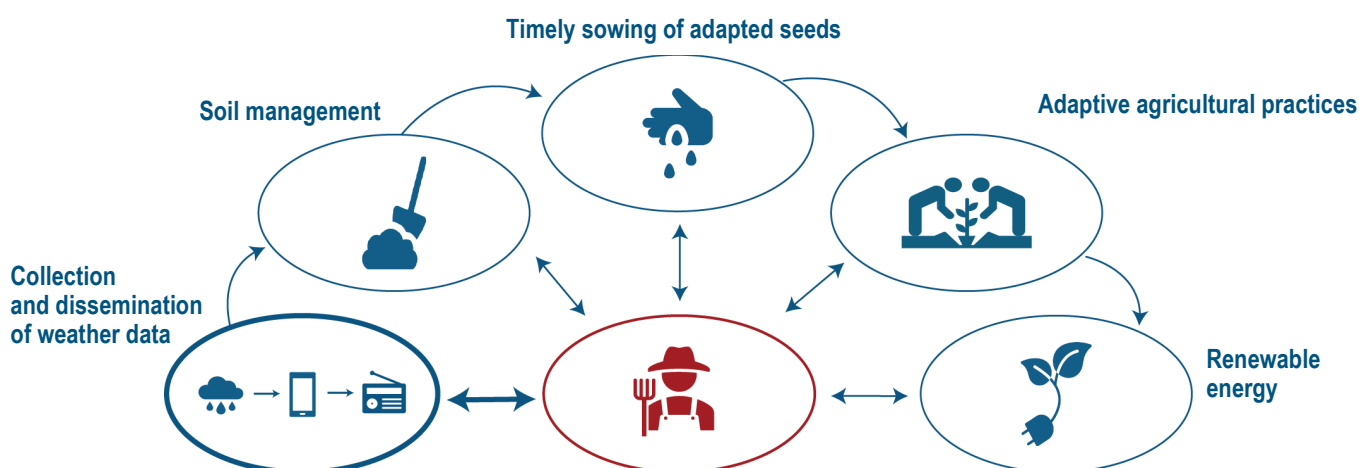 Timely sowing of adapted seeds
Soil management
Adaptive agricultural practices
Collection
and dissemination
of weather data
Renewable
energy